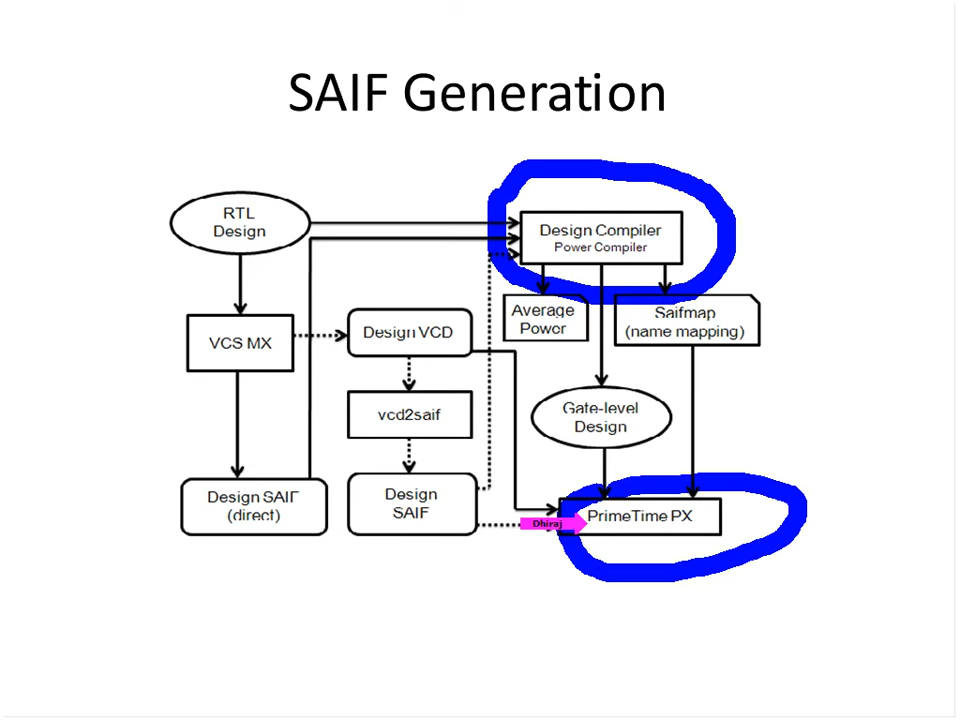 SAIF Generation
RTL
Design
Design Compiler
Power Compiler
VCS MX
Design VCD
Average
Power
Saifmap
(name mapping)
vcd2saif
Gate-level
Design
Design SAIF
(direct)
Design
SAIF
Dhiraj
PrimeTime PX